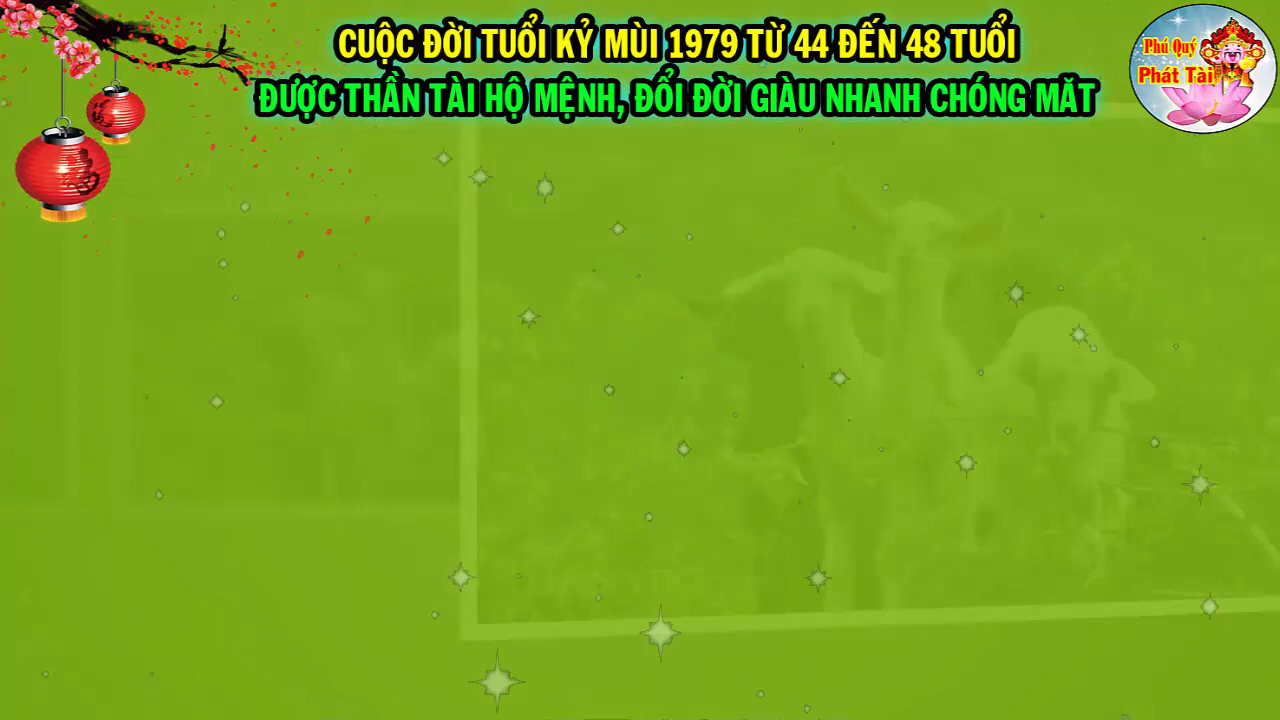 CUỘC ĐỜI TUỔI KỶ MÙI 1979 TỪ 44 ĐẾN 48 TUỔI
ĐƯỢC THẦN TÀI HỘ MỆNH, ĐỔI ĐỜI GIÀU NHANH CHÓNG MĂT
Phú Quý
Phát Tài